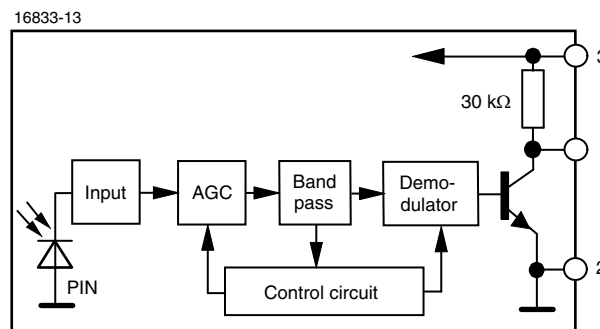 16833-13
3
30 kΩ
Input
AGC
Band
pass
Demo-
dulator
2
PIN
Control circuit